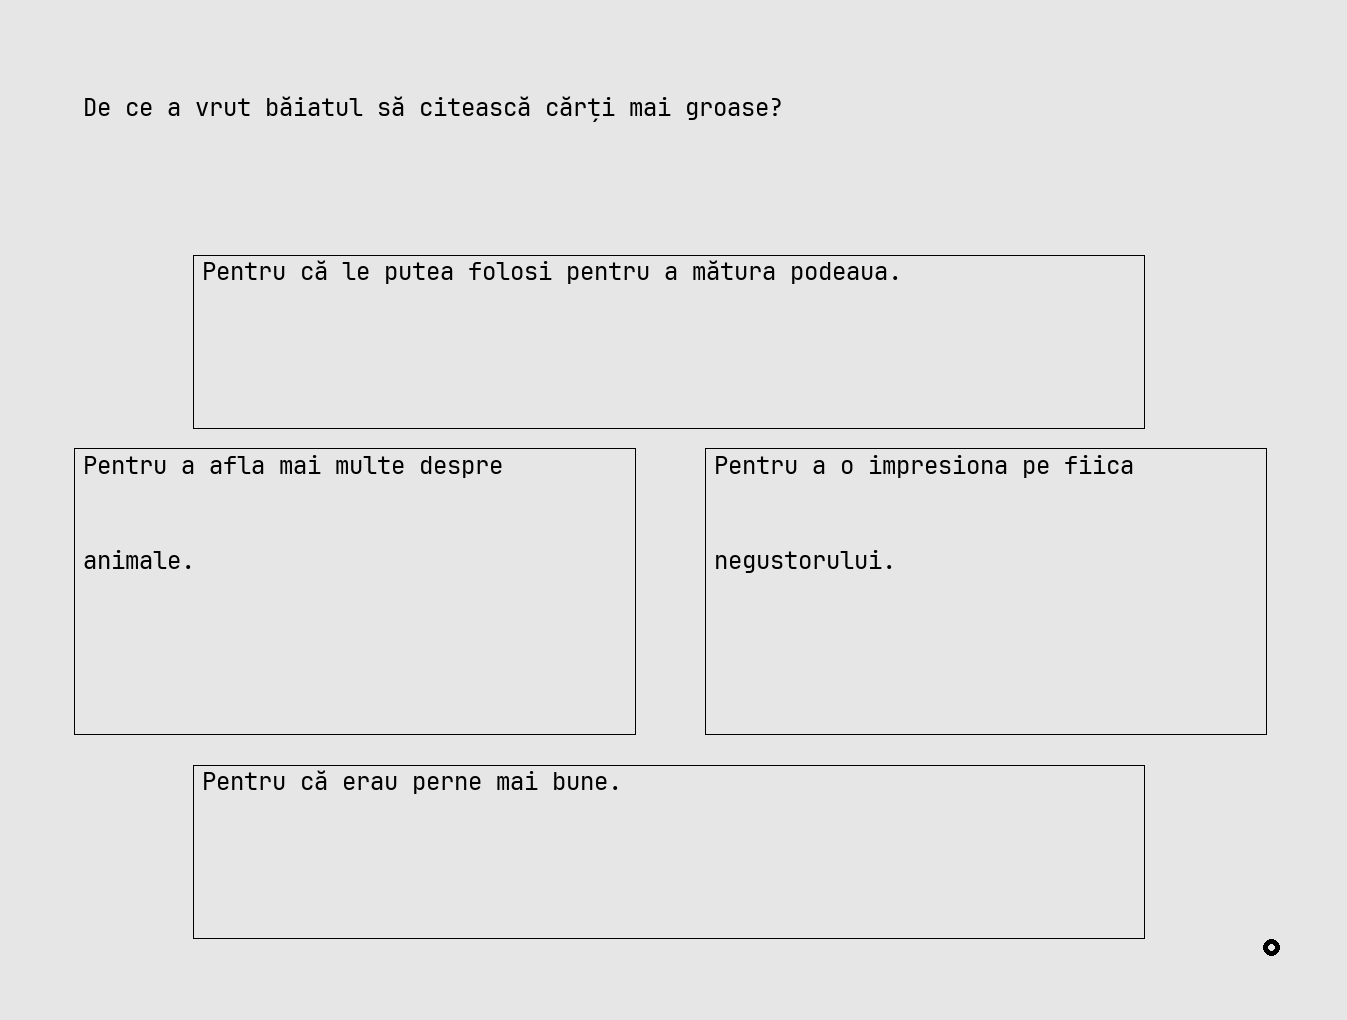 De ce a vrut băiatul să citească cărți mai groase?
Pentru că le putea folosi pentru a mătura podeaua.
Pentru a afla mai multe despre
animale.
Pentru a o impresiona pe fiica
negustorului.
Pentru că erau perne mai bune.